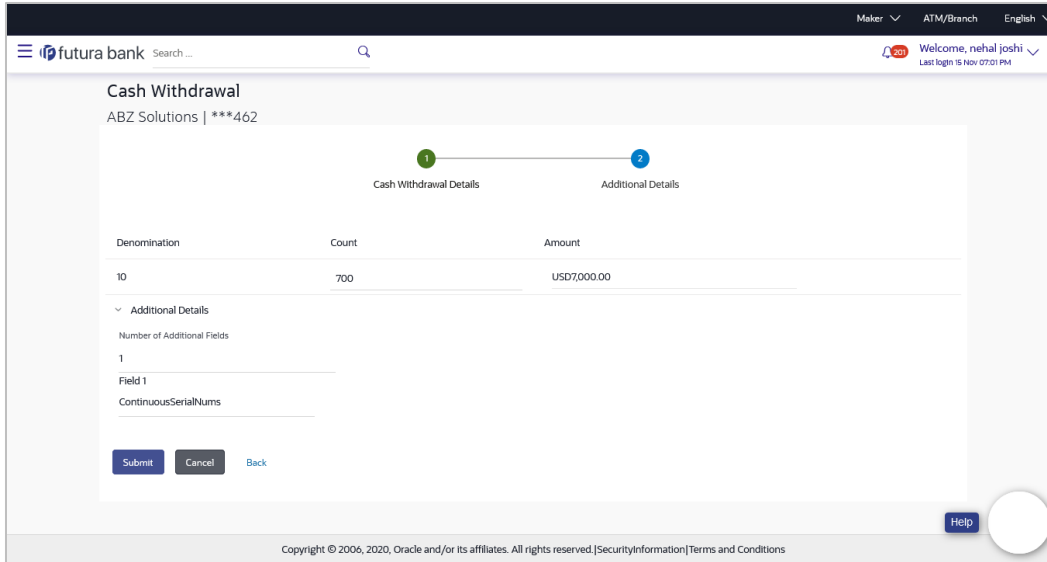 Maker ATM/Branch English
futura bank Search ... 201 Welcome, nehal joshi
Last login 15 Nov 07:01 PM
Cash Withdrawal
ABZ Solutions | ***462
1 2
Cash Withdrawal Details Additional Details
Denomination Count Amount
10 700 USD7,000.00
Additional Details
Number of Additional Fields
1
Field 1
ContinuousSerialNums
Submit Cancel Back
Help
Copyright © 2006, 2020, Oracle and/or its affiliates. All rights reserved.|SecurityInformation|Terms and Conditions